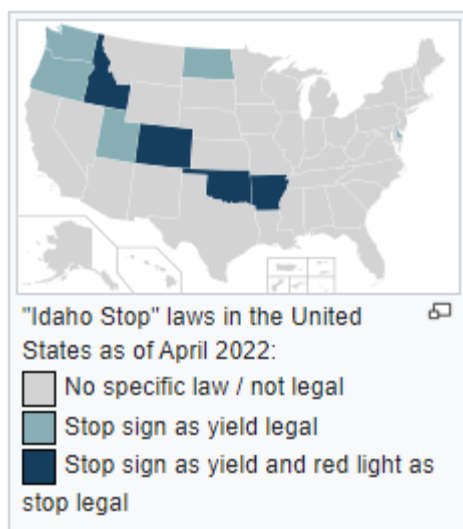 "Idaho Stop" laws in the United
States as of April 2022:
No specific law / not legal
Stop sign as yield legal
Stop sign as yield and red light as
stop legal